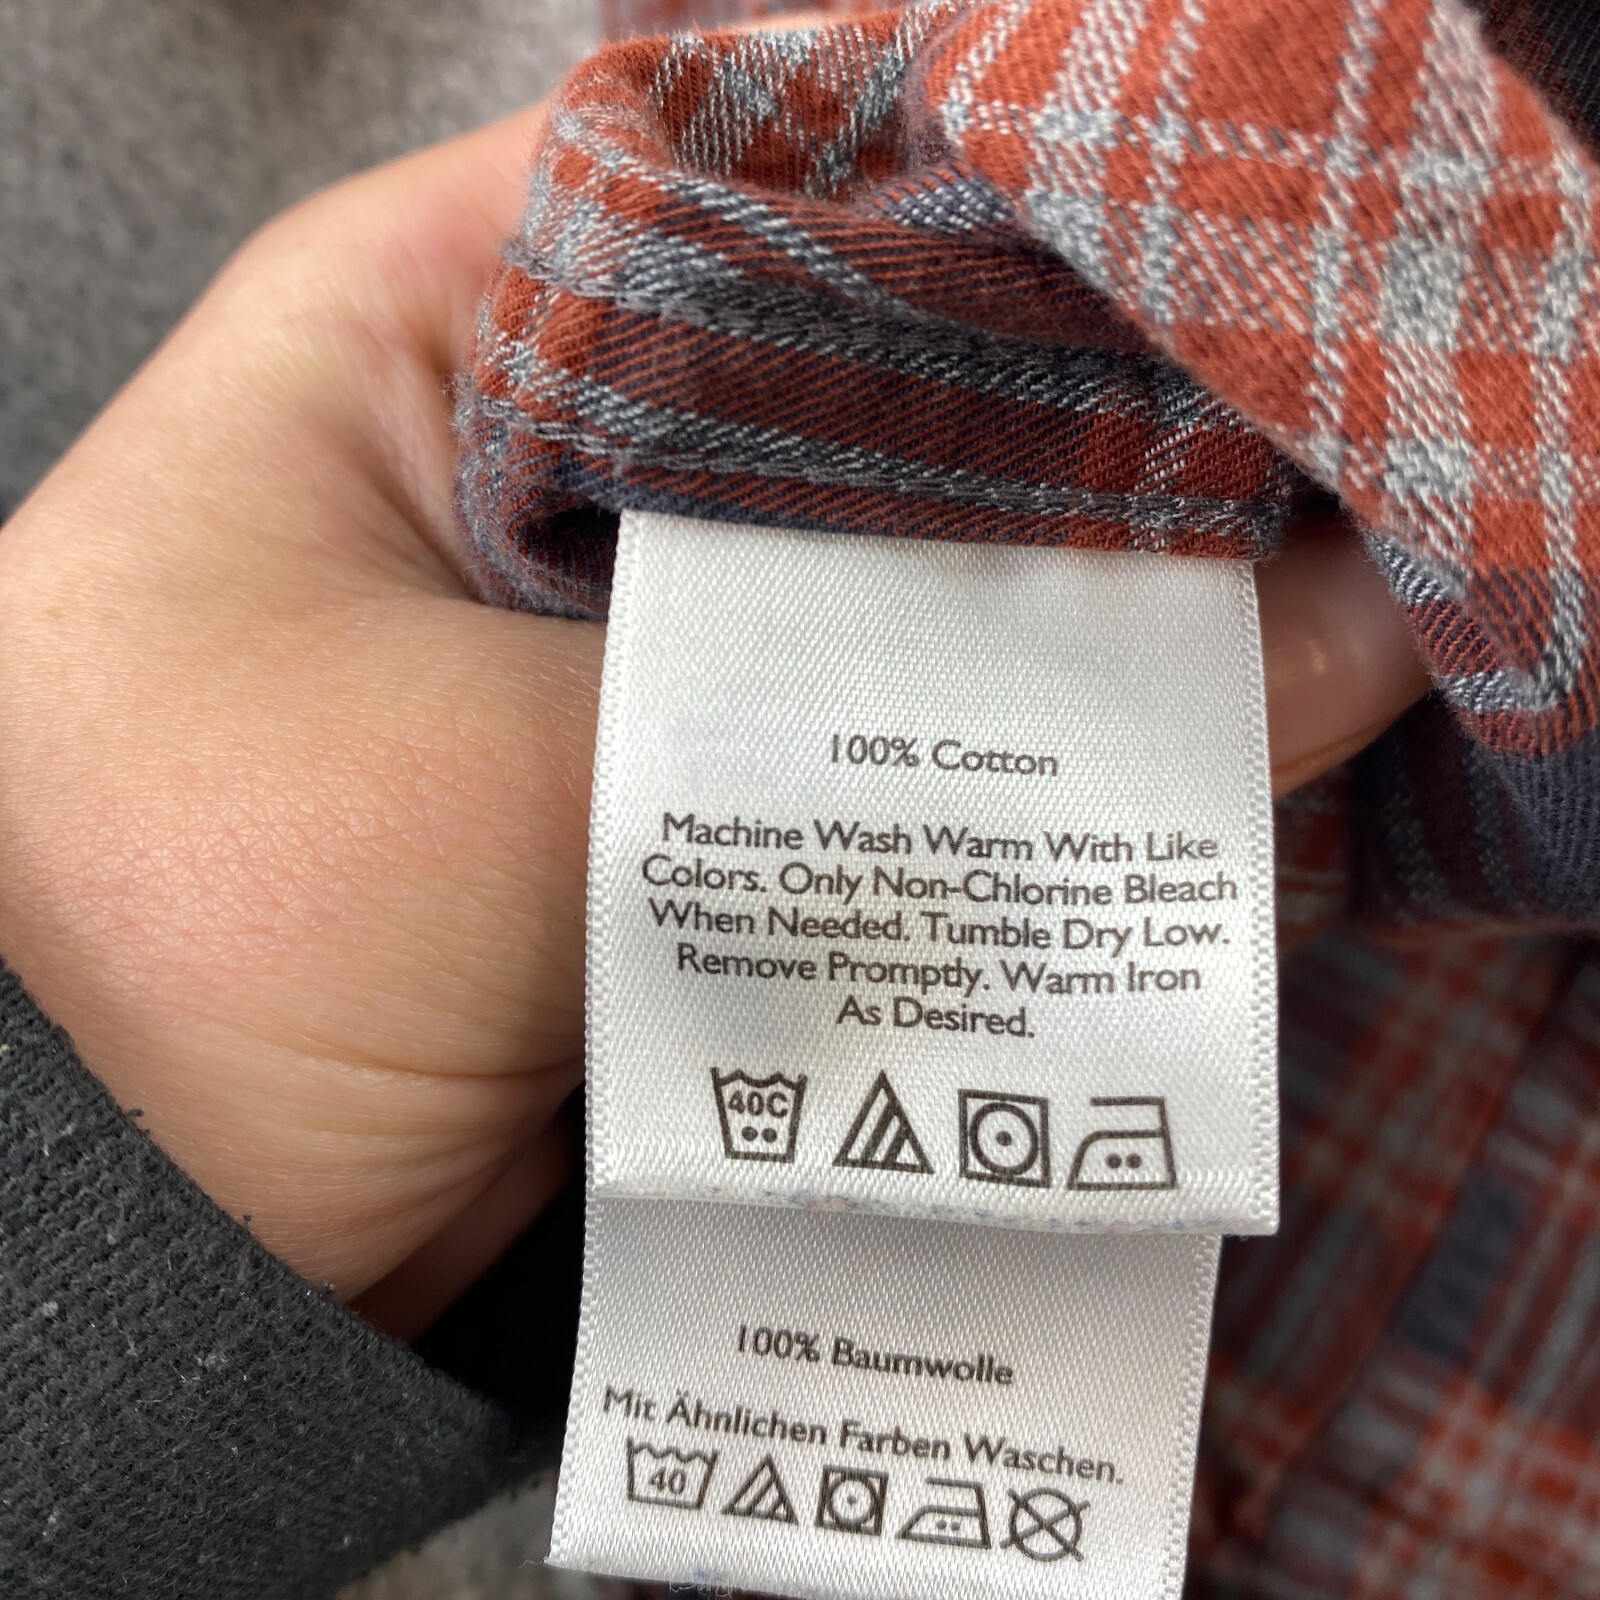 100% Cotton
Machine Wash Warm With Like
Colors. Only Non-Chlorine Bleach
When Needed. Tumble Dry Low.
Remove Promptly. Warm Iron
As Desired.
40C
100% Baumwolle
Mit Ähnlichen Farben Waschen.
40